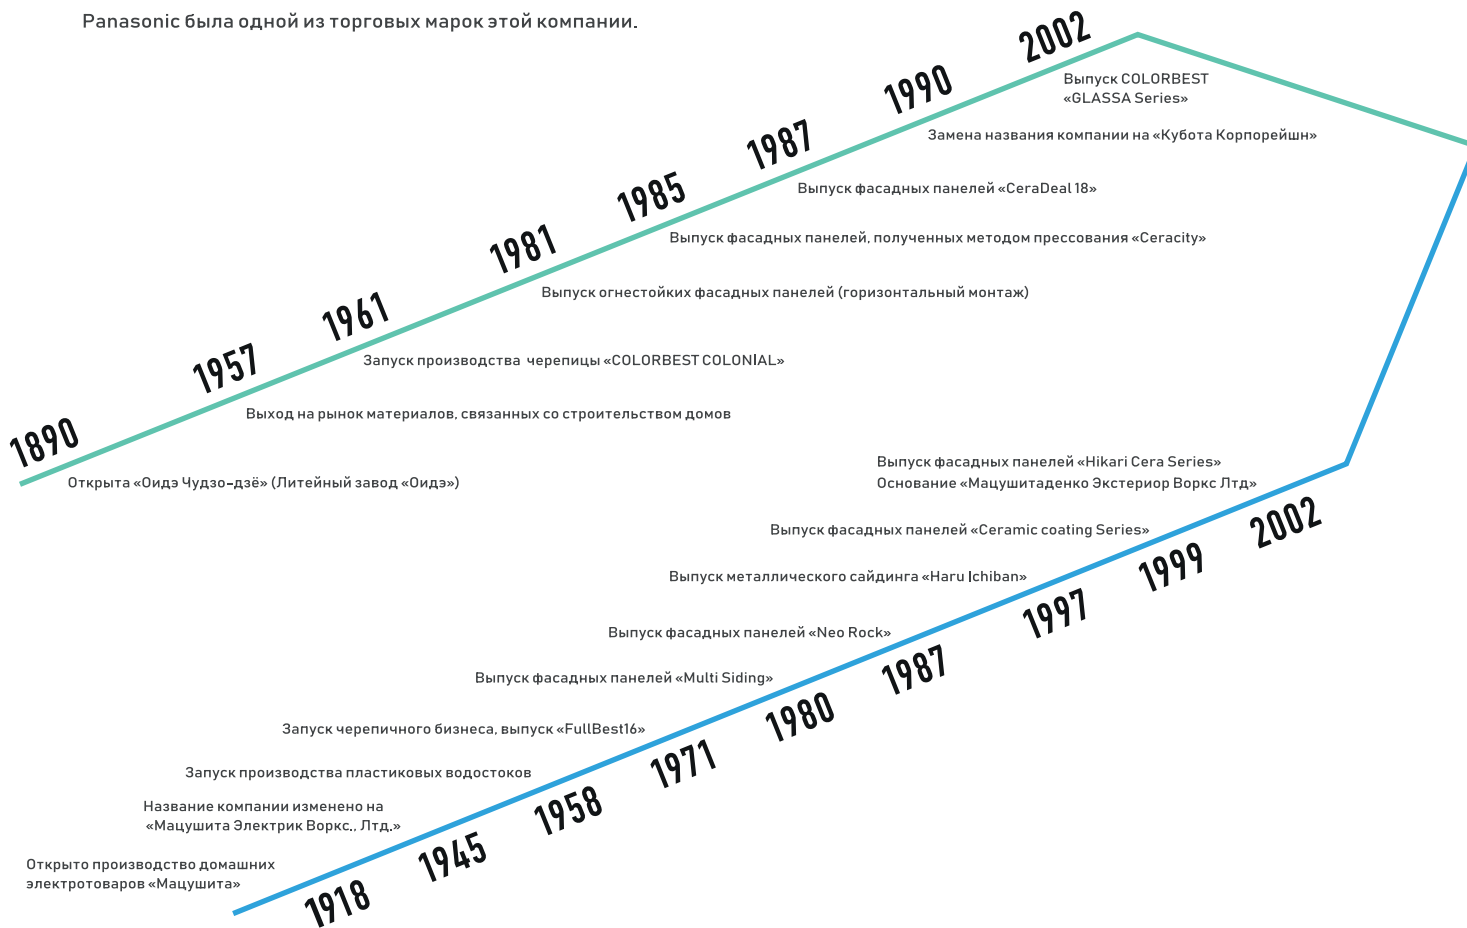 Panasonic была одной из торговых марок этой компании.
2002
Выпуск COLORBEST
«GLASSA Series»
1990
Замена названия компании на «Кубота Корпорейшн»
1987
Выпуск фасадных панелей «CeraDeal 18»
1985
Выпуск фасадных панелей, полученных методом прессования «Ceracity»
1981
Выпуск огнестойких фасадных панелей (горизонтальный монтаж)
1961
Запуск производства черепицы «COLORBEST COLONIAL»
1957
Выход на рынок материалов, связанных со строительством домов
1890
Открыта «Оидэ Чудзо-дзё» (Литейный завод «Оидэ»)
Выпуск фасадных панелей «Hikari Cera Series»
Основание «Мацушитаденко Экстериор Воркс Лтд»
2002
Выпуск фасадных панелей «Ceramic coating Series»
1999
Выпуск металлического сайдинга «Haru Ichiban»
1997
Выпуск фасадных панелей «Neo Rock»
1987
Выпуск фасадных панелей «Multi Siding»
1980
Запуск черепичного бизнеса, выпуск «FullBest16»
1971
Запуск производства пластиковых водостоков
1958
Название компании изменено на
«Мацушита Электрик Воркс., Лтд.»
1945
Открыто производство домашних
электротоваров «Мацушита»
1918